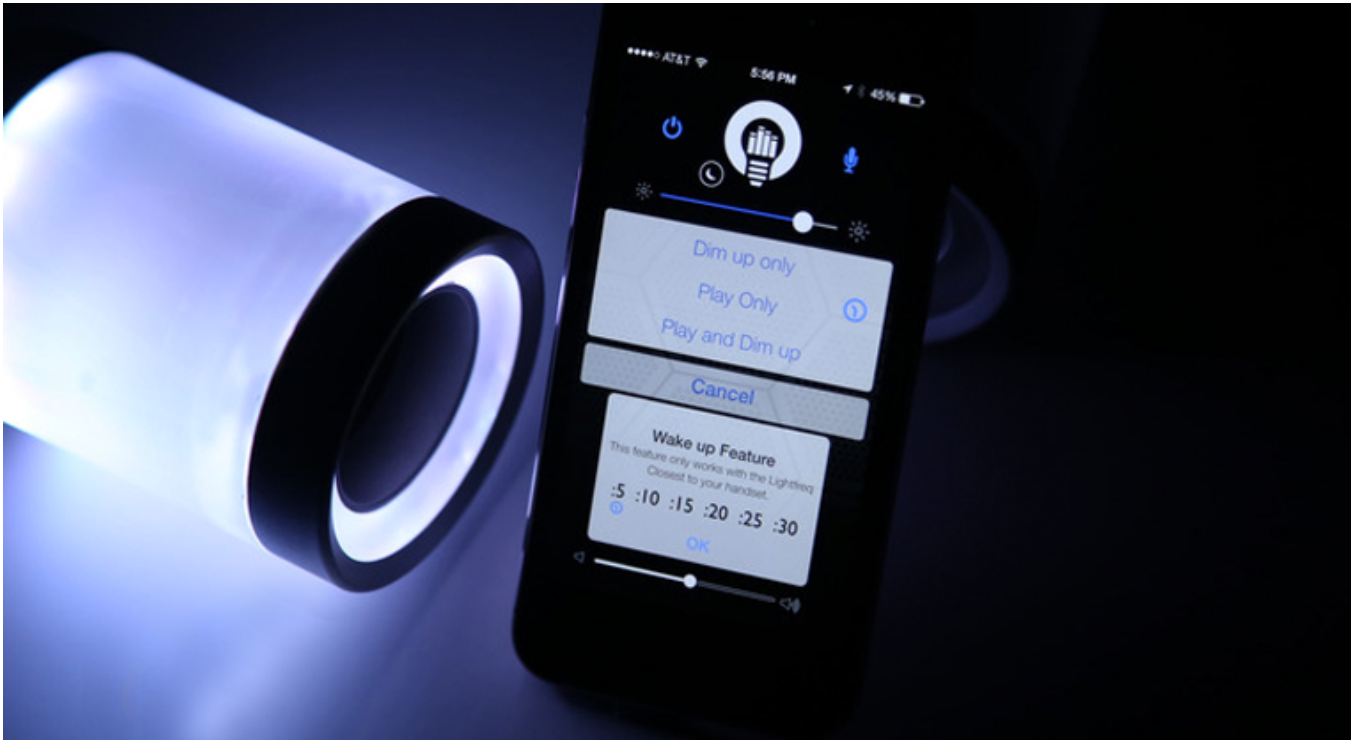 AT&T 5:56 PM 45%
Dim up only
Play Only
Play and Dim up
Cancel
Wake up Feature
This feature only works with the Lightfreq
Closest to your handset.
:5 :10 :15 :20 :25 :30
OK